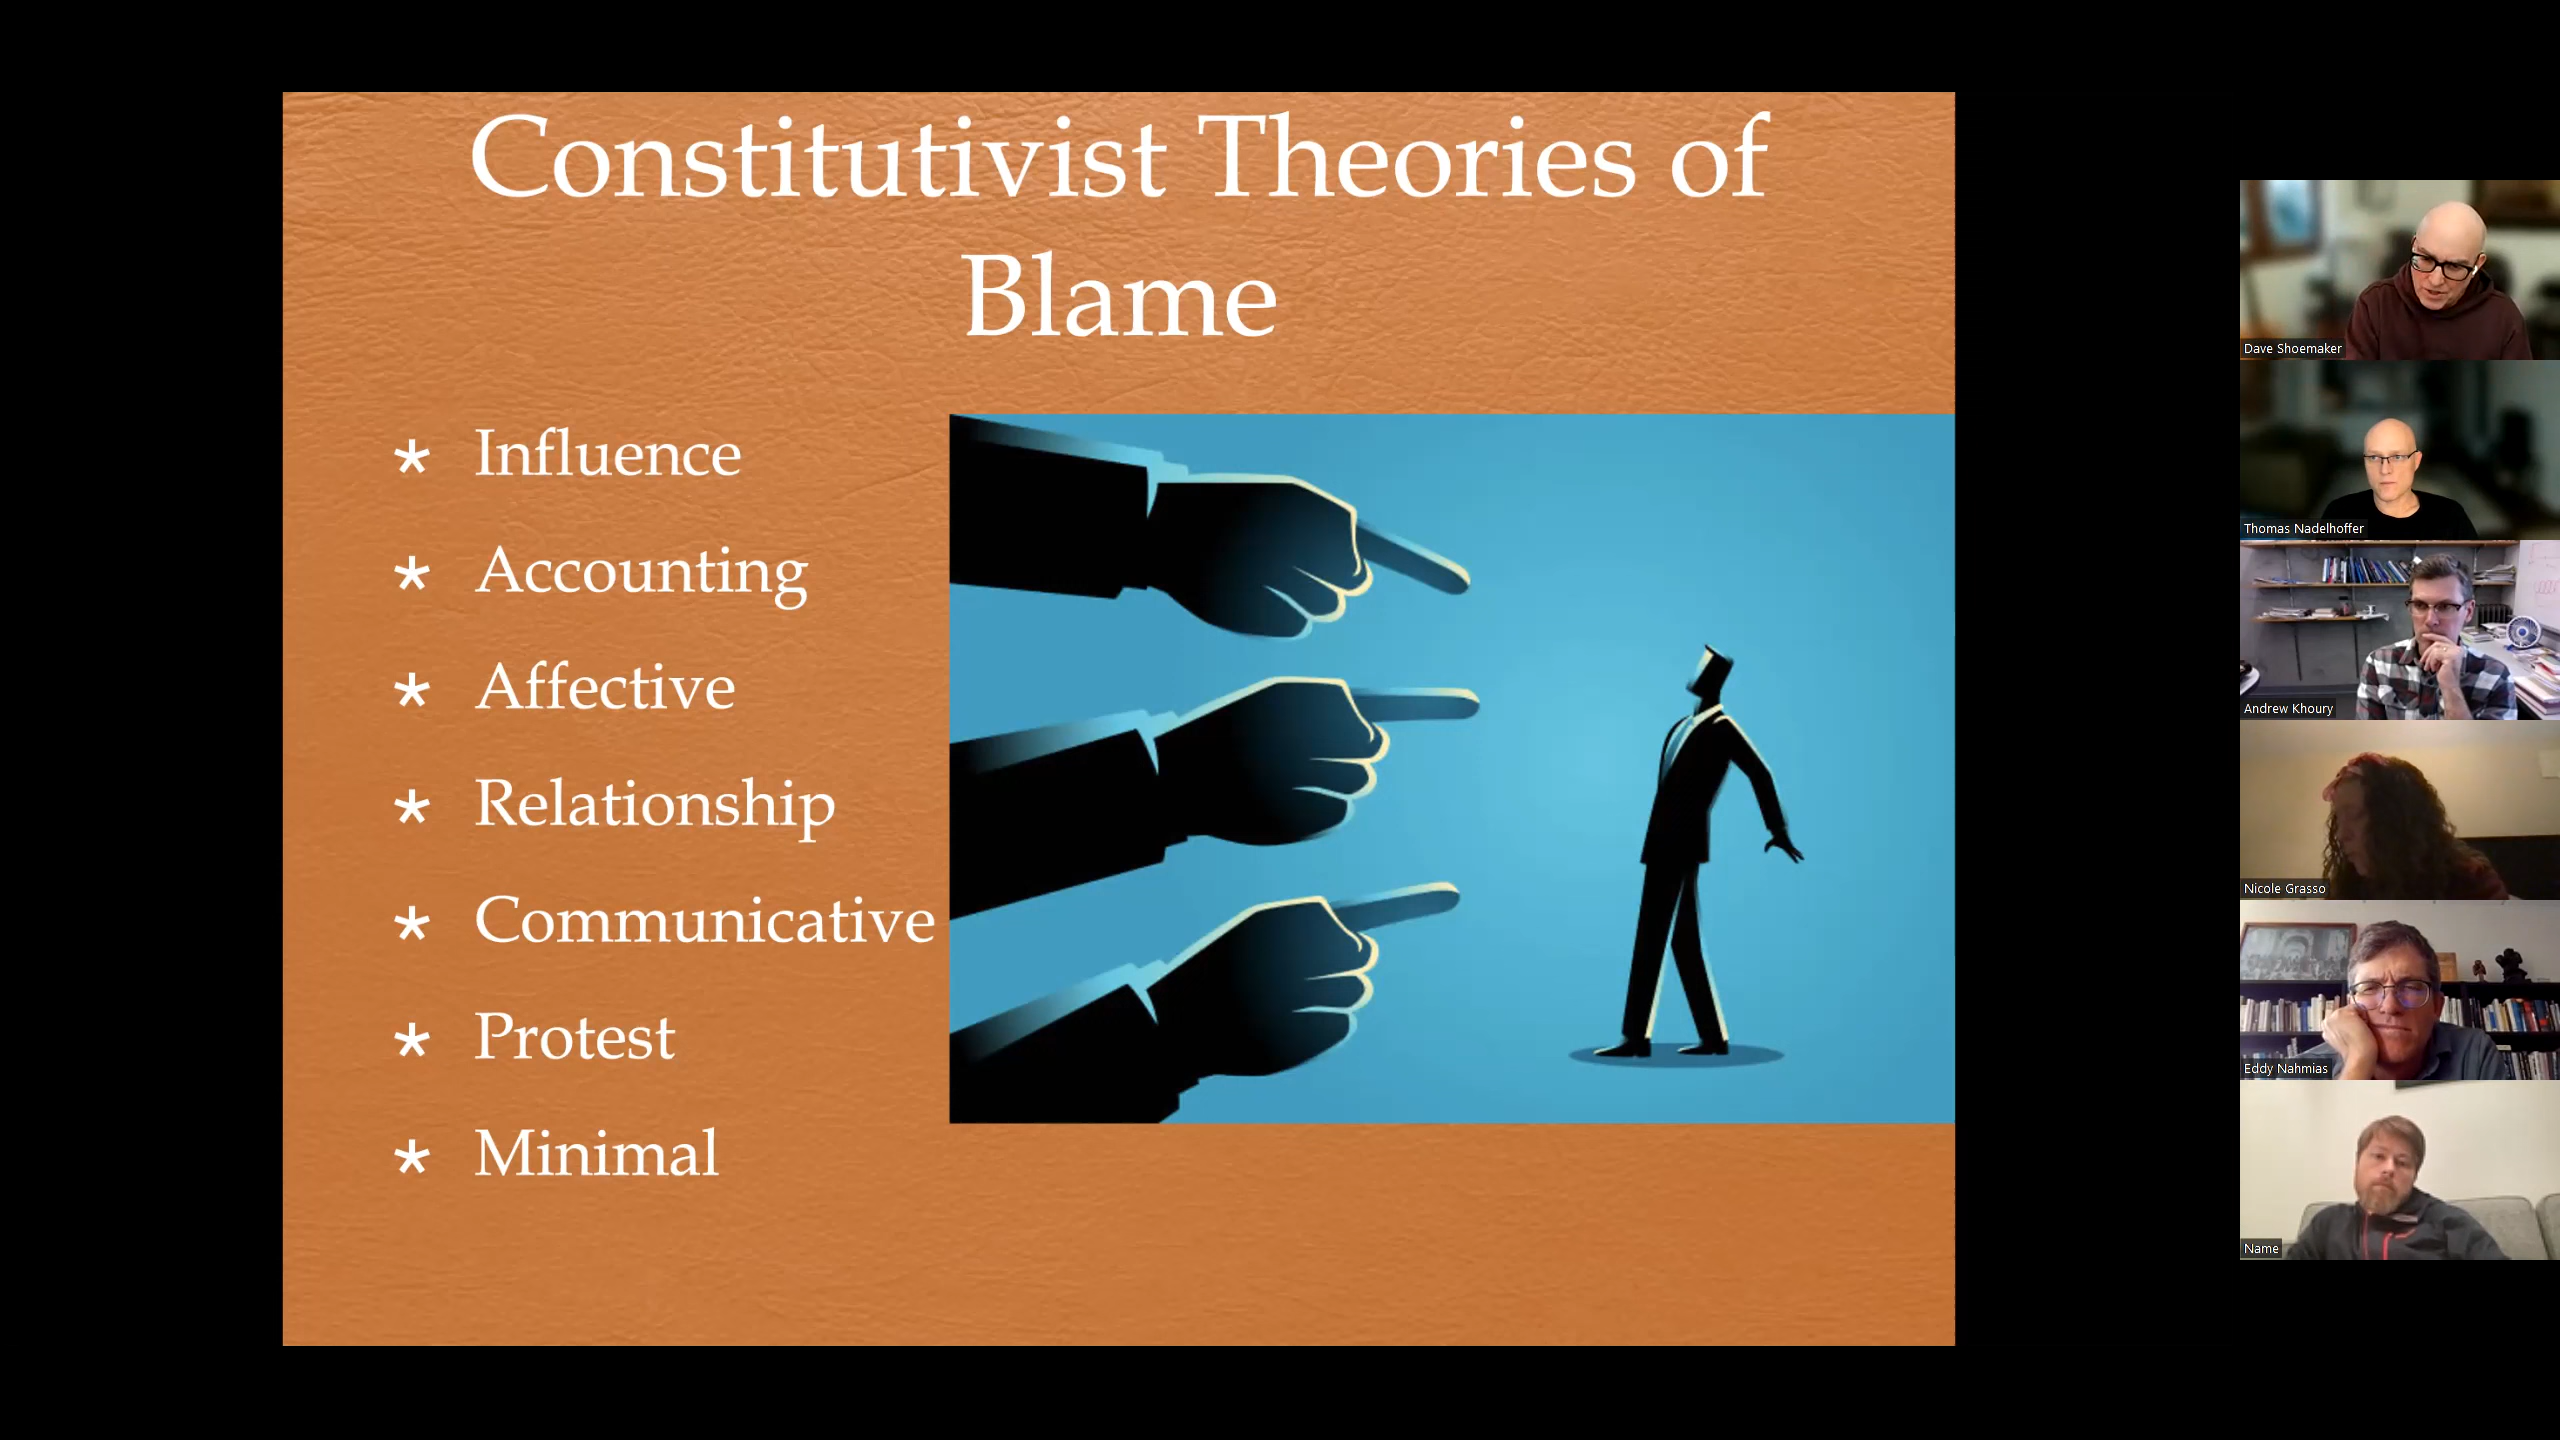 Constitutivist Theories of
Blame
* Influence
* Accounting
* Affective
* Relationship
* Communicative
* Protest
* Minimal
Dave Shoemaker
Thomas Nadelhoffer
Andrew Khoury
Nicole Grasso
Eddy Nahmias
Name